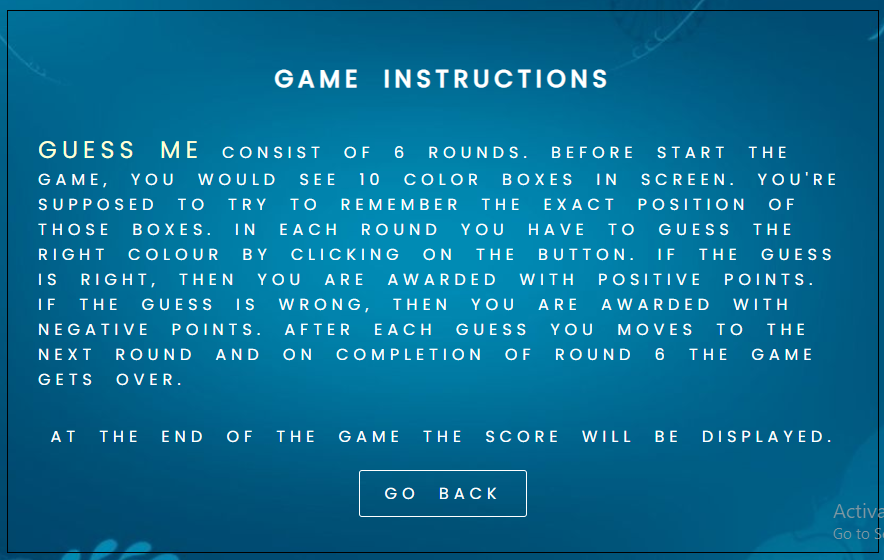 GAME INSTRUCTIONS
GUESS ME CONSIST OF 6 ROUNDS. BEFORE START THE
GAME, YOU WOULD SEE 10 COLOR BOXES IN SCREEN. YOU'RE
SUPPOSED TO TRY TO REMEMBER THE EXACT POSITION OF
THOSE BOXES. IN EACH ROUND YOU HAVE TO GUESS THE
RIGHT COLOUR BY CLICKING ON THE BUTTON. IF THE GUESS
IS RIGHT, THEN YOU ARE AWARDED WITH POSITIVE POINTS.
IF THE GUESS IS WRONG, THEN YOU ARE AWARDED WITH
NEGATIVE POINTS. AFTER EACH GUESS YOU MOVES TO THE
NEXT ROUND AND ON COMPLETION OF ROUND 6 THE GAME
GETS OVER.
AT THE END OF THE GAME THE SCORE WILL BE DISPLAYED.
GO BACK
Go to